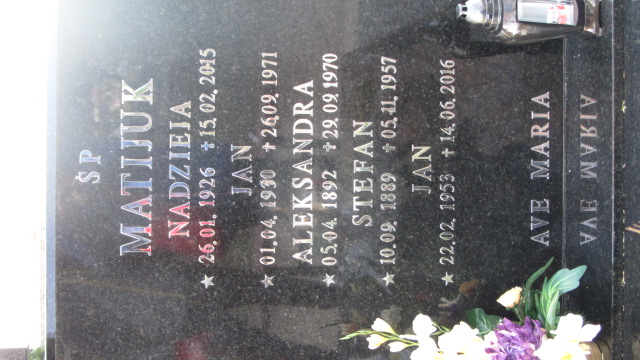 ŚP
MATIJUK
NADZIEJA
★ 26.01.1926 ✝ 15.02.2015
JAN
★ 01.04.1930 ✝ 26.09.1971
ALEKSANDRA
★ 05.04.1892 ✝ 29.09.1970
STEFAN
★ 10.09.1889 ✝ 05.11.1957
JAN
★ 22.02.1953 ✝ 14.06.2016
AVE MARIA